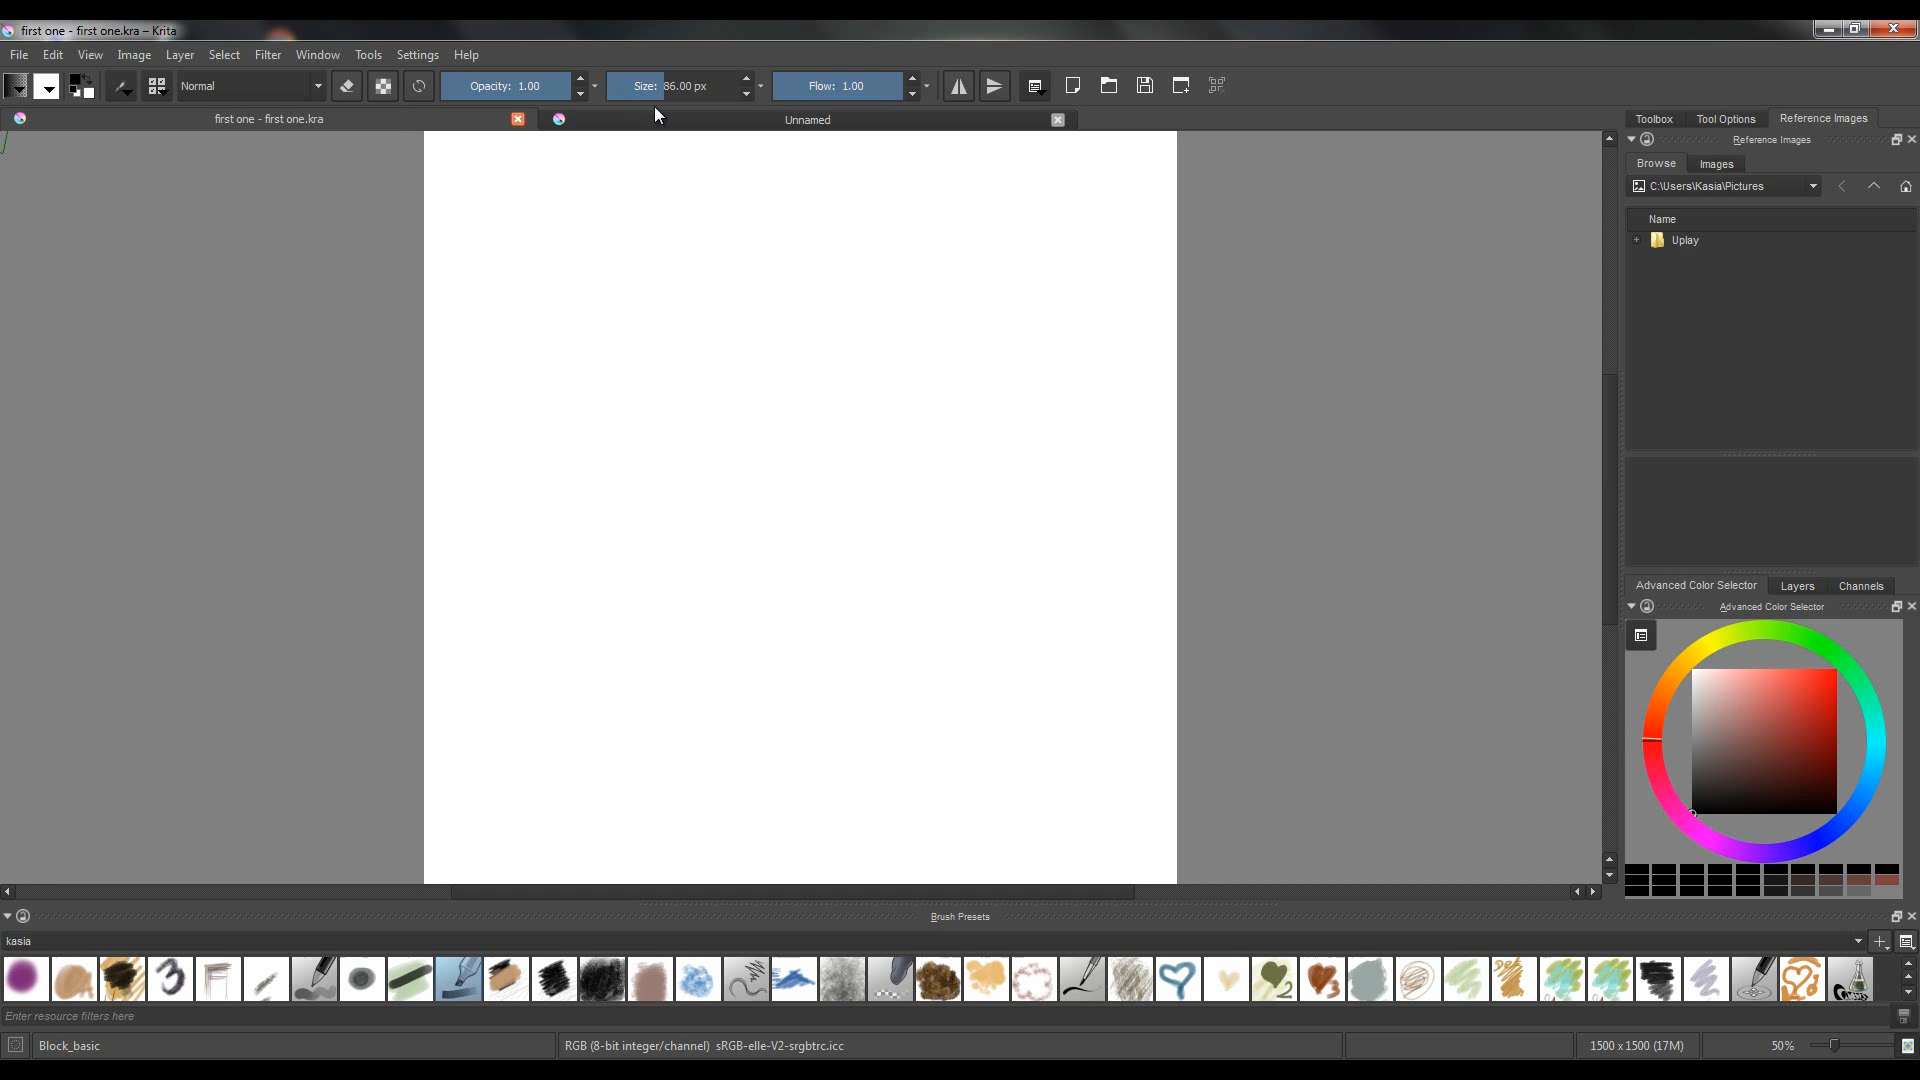 first one - first one.kra – Krita
File Edit View Image Layer Select Filter Window Tools Settings Help
Normal Opacity: 1.00 Size: 86.00 px Flow: 1.00
first one - first one.kra Unnamed
Toolbox Tool Options Reference Images
Reference Images
Browse Images
C:\Users\Kasia\Pictures
Name
Uplay
Advanced Color Selector Layers Channels
Advanced Color Selector
Brush Presets
kasia
Enter resource filters here
Block_basic RGB (8-bit integer/channel) sRGB-elle-V2-srgbtrc.icc 1500 x 1500 (17M) 50%